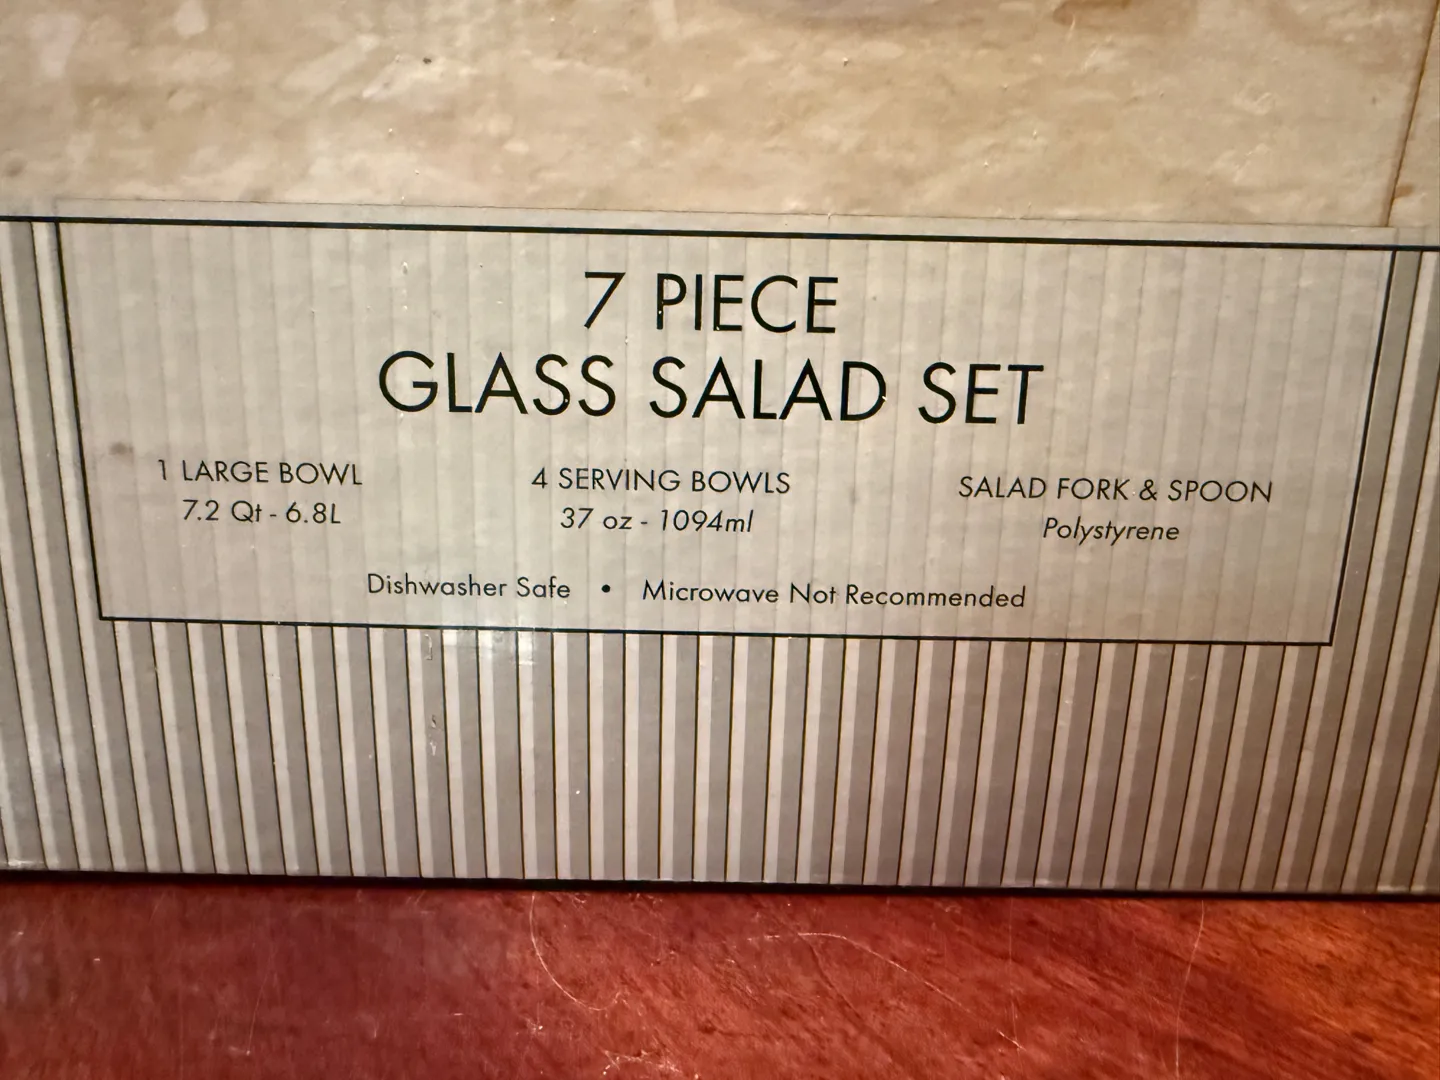 7 PIECE
GLASS SALAD SET
1 LARGE BOWL
7.2 Qt - 6.8L
4 SERVING BOWLS
37 oz - 1094ml
SALAD FORK & SPOON
Polystyrene
Dishwasher Safe • Microwave Not Recommended